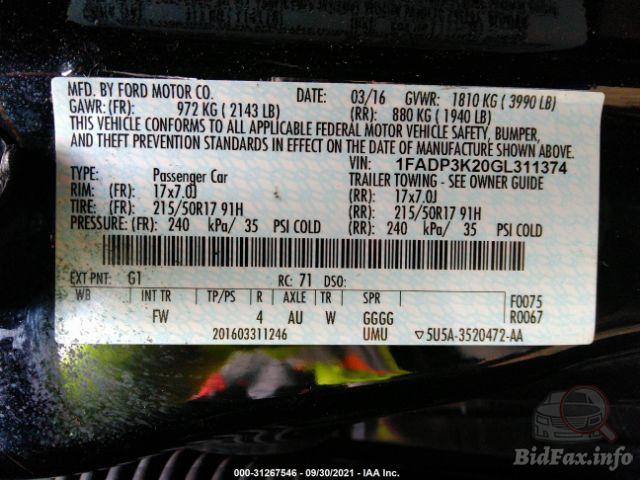 MFD. BY FORD MOTOR CO. DATE: 03/16 GVWR: 1810 KG ( 3990 LB)
GAWR: (FR): 972 KG ( 2143 LB) (RR): 880 KG ( 1940 LB)
THIS VEHICLE CONFORMS TO ALL APPLICABLE FEDERAL MOTOR VEHICLE SAFETY, BUMPER,
AND THEFT PREVENTION STANDARDS IN EFFECT ON THE DATE OF MANUFACTURE SHOWN ABOVE.
VIN: 1FADP3K20GL311374
TYPE: Passenger Car TRAILER TOWING - SEE OWNER GUIDE
RIM: (FR): 17x7.0J (RR): 17x7.0J
TIRE: (FR): 215/50R17 91H (RR): 215/50R17 91H
PRESSURE: (FR): 240 kPa/ 35 PSI COLD (RR): 240 kPa/ 35 PSI COLD
EXT PNT: G1 RC: 71 DSO:
WB INT TR TP/PS R AXLE TR SPR F0075
FW 4 AU W GGGG R0067
201603311246 UMU ▽5U5A-3520472-AA
000-31267546 - 09/30/2021 - IAA Inc.
BidFax.info